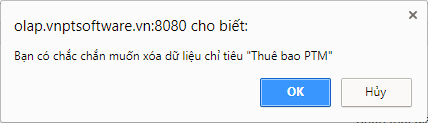 olap.vnptsoftware.vn:8080 cho biết:
Bạn có chắc chắn muốn xóa dữ liệu chỉ tiêu "Thuê bao PTM"
OK
Hủy